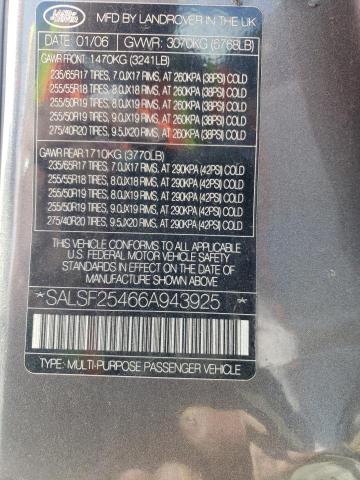 LAND ROVER
MFD BY LANDROVER IN THE UK
DATE 01/06 GVWR: 3070KG (6768LB)
GAWR FRONT: 1470KG (3241LB)
235/65R17 TIRES, 7.0JX17 RIMS, AT 260KPA (38PSI) COLD
255/55R18 TIRES, 8.0JX18 RIMS, AT 260KPA (38PSI) COLD
255/50R19 TIRES, 8.0JX19 RIMS, AT 260KPA (38PSI) COLD
255/50R19 TIRES, 9.0JX19 RIMS, AT 260KPA (38PSI) COLD
275/40R20 TIRES, 9.5JX20 RIMS, AT 260KPA (38PSI) COLD
GAWR REAR: 1710KG (3770LB)
235/65R17 TIRES, 7.0JX17 RIMS, AT 290KPA (42PSI) COLD
255/55R18 TIRES, 8.0JX18 RIMS, AT 290KPA (42PSI) COLD
255/50R19 TIRES, 8.0JX19 RIMS, AT 290KPA (42PSI) COLD
255/50R19 TIRES, 9.0JX19 RIMS, AT 290KPA (42PSI) COLD
275/40R20 TIRES, 9.5JX20 RIMS, AT 290KPA (42PSI) COLD
THIS VEHICLE CONFORMS TO ALL APPLICABLE
U.S. FEDERAL MOTOR VEHICLE SAFETY STANDARDS IN
EFFECT ON THE DATE OF MANUFACTURE SHOWN ABOVE
*SALSF25466A943925*
TYPE: MULTI-PURPOSE PASSENGER VEHICLE